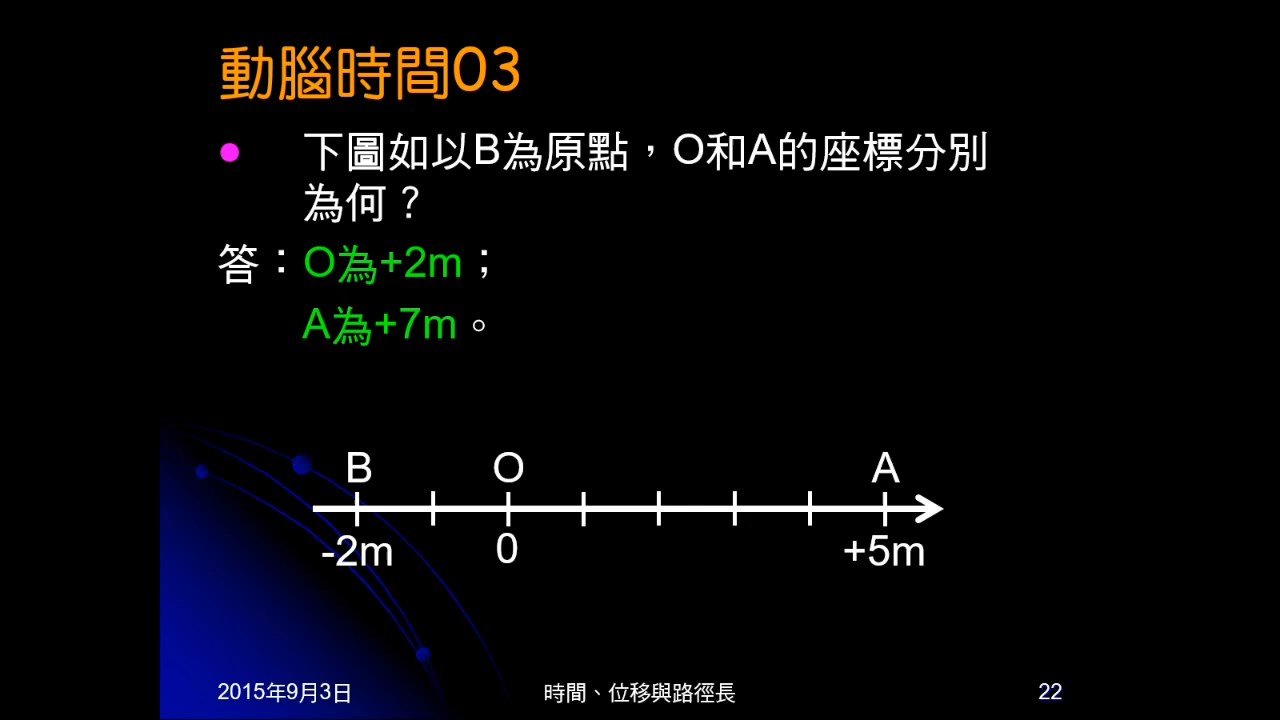 動腦時間03
下圖如以B為原點，O和A的座標分別
為何？
答：O為+2m；
A為+7m。
B O A
-2m 0 +5m
2015年9月3日 時間、位移與路徑長 22